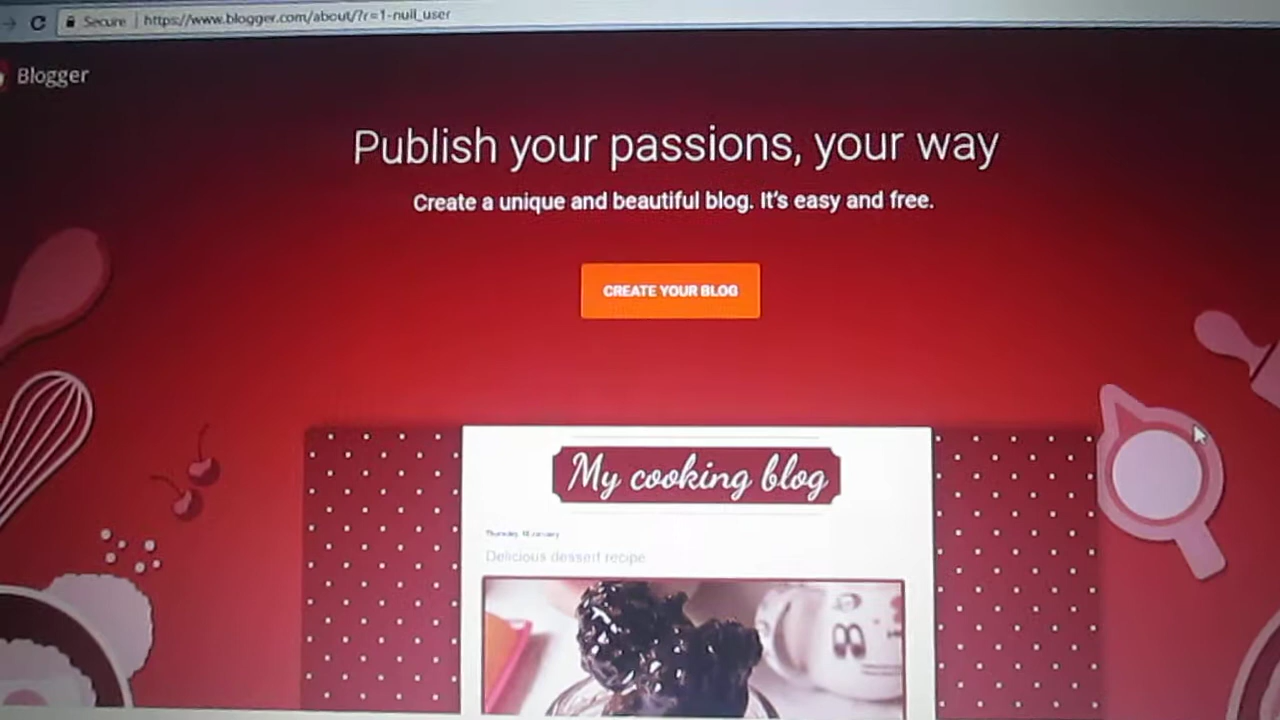 Secure | https://www.blogger.com/about/?r=1-null_user
Blogger
Publish your passions, your way
Create a unique and beautiful blog. It's easy and free.
CREATE YOUR BLOG
My cooking blog
Delicious dessert recipe